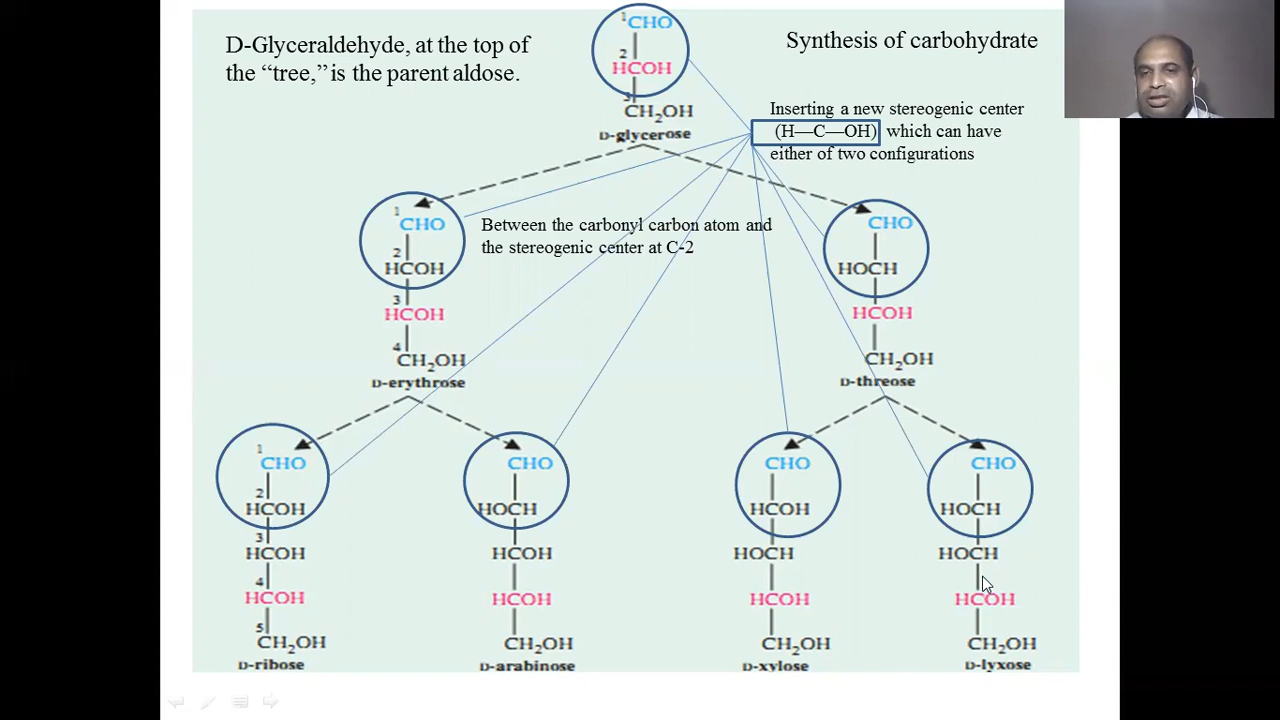 D-Glyceraldehyde, at the top of
the “tree,” is the parent aldose.
Synthesis of carbohydrate
1 CHO
2
HCOH
3
CH2OH
D-glycerose
Inserting a new stereogenic center
(H—C—OH) which can have
either of two configurations
Between the carbonyl carbon atom and
the stereogenic center at C-2
1
CHO
2
HCOH
3
HCOH
4
CH2OH
D-erythrose
CHO
HOCH
HCOH
CH2OH
D-threose
1
CHO
2
HCOH
3
HCOH
4
HCOH
5
CH2OH
D-ribose
CHO
HOCH
HCOH
HCOH
CH2OH
D-arabinose
CHO
HCOH
HOCH
HCOH
CH2OH
D-xylose
CHO
HOCH
HOCH
HCOH
CH2OH
D-lyxose